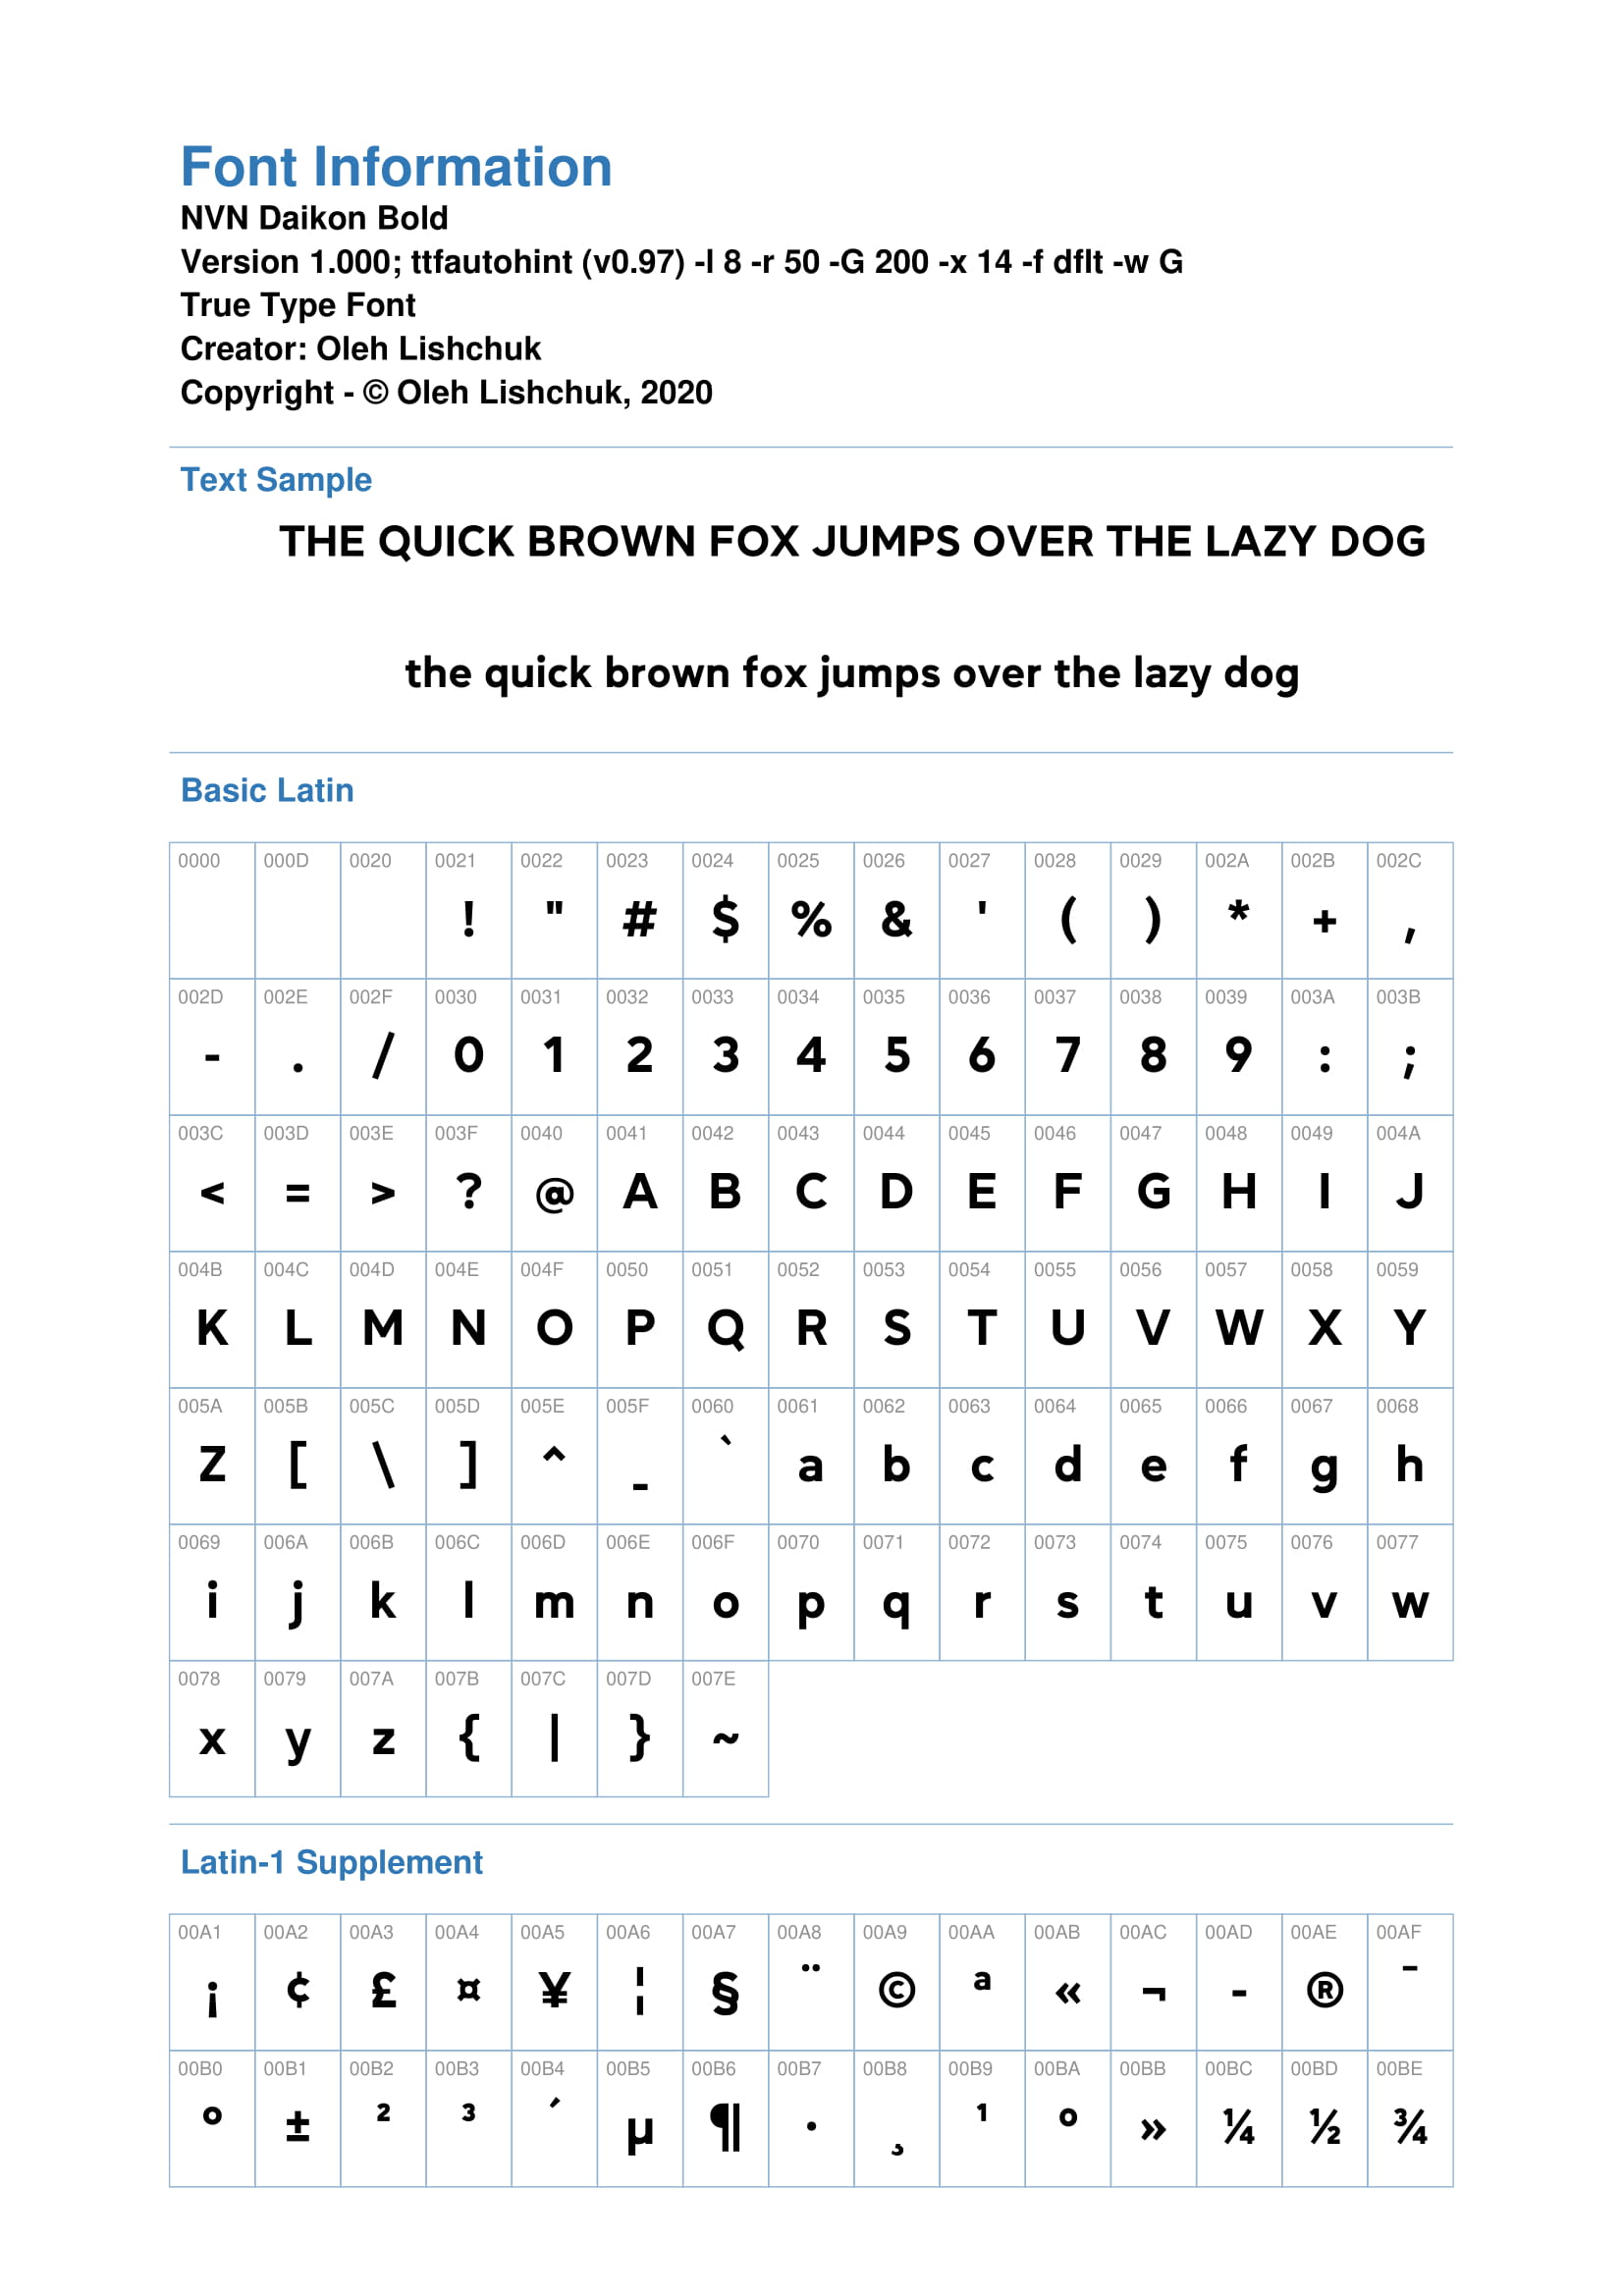 Font Information
NVN Daikon Bold
Version 1.000; ttfautohint (v0.97) -l 8 -r 50 -G 200 -x 14 -f dflt -w G
True Type Font
Creator: Oleh Lishchuk
Copyright - © Oleh Lishchuk, 2020
Text Sample
THE QUICK BROWN FOX JUMPS OVER THE LAZY DOG
the quick brown fox jumps over the lazy dog
Basic Latin
0000 000D 0020 0021 0022 0023 0024 0025 0026 0027 0028 0029 002A 002B 002C
! " # $ % & ' ( ) * + ,
002D 002E 002F 0030 0031 0032 0033 0034 0035 0036 0037 0038 0039 003A 003B
- . / 0 1 2 3 4 5 6 7 8 9 : ;
003C 003D 003E 003F 0040 0041 0042 0043 0044 0045 0046 0047 0048 0049 004A
< = > ? @ A B C D E F G H I J
004B 004C 004D 004E 004F 0050 0051 0052 0053 0054 0055 0056 0057 0058 0059
K L M N O P Q R S T U V W X Y
005A 005B 005C 005D 005E 005F 0060 0061 0062 0063 0064 0065 0066 0067 0068
Z [ \ ] ^ _ ` a b c d e f g h
0069 006A 006B 006C 006D 006E 006F 0070 0071 0072 0073 0074 0075 0076 0077
i j k l m n o p q r s t u v w
0078 0079 007A 007B 007C 007D 007E
x y z { | } ~
Latin-1 Supplement
00A1 00A2 00A3 00A4 00A5 00A6 00A7 00A8 00A9 00AA 00AB 00AC 00AD 00AE 00AF
¡ ¢ £ ¤ ¥ ¦ § ¨ © ª « ¬ - ® ¯
00B0 00B1 00B2 00B3 00B4 00B5 00B6 00B7 00B8 00B9 00BA 00BB 00BC 00BD 00BE
° ± ² ³ ´ µ ¶ · ¸ ¹ º » ¼ ½ ¾